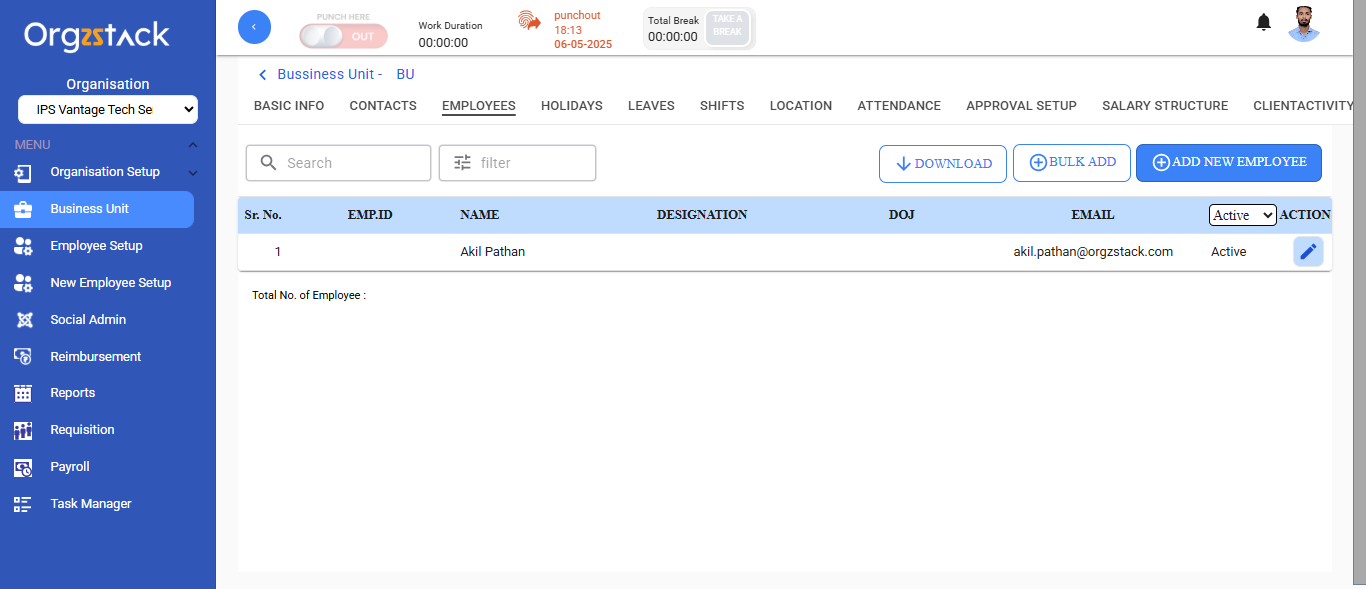 Orgzstack
Organisation
IPS Vantage Tech Se
MENU
Organisation Setup
Business Unit
Employee Setup
New Employee Setup
Social Admin
Reimbursement
Reports
Requisition
Payroll
Task Manager
PUNCH HERE
OUT
Work Duration
00:00:00
punchout
18:13
06-05-2025
Total Break
00:00:00
TAKE A
BREAK
Bussiness Unit - BU
BASIC INFO CONTACTS EMPLOYEES HOLIDAYS LEAVES SHIFTS LOCATION ATTENDANCE APPROVAL SETUP SALARY STRUCTURE CLIENTACTIVITY
Search filter DOWNLOAD BULK ADD ADD NEW EMPLOYEE
Sr. No. EMP.ID NAME DESIGNATION DOJ EMAIL Active ACTION
1 Akil Pathan akil.pathan@orgzstack.com Active
Total No. of Employee :